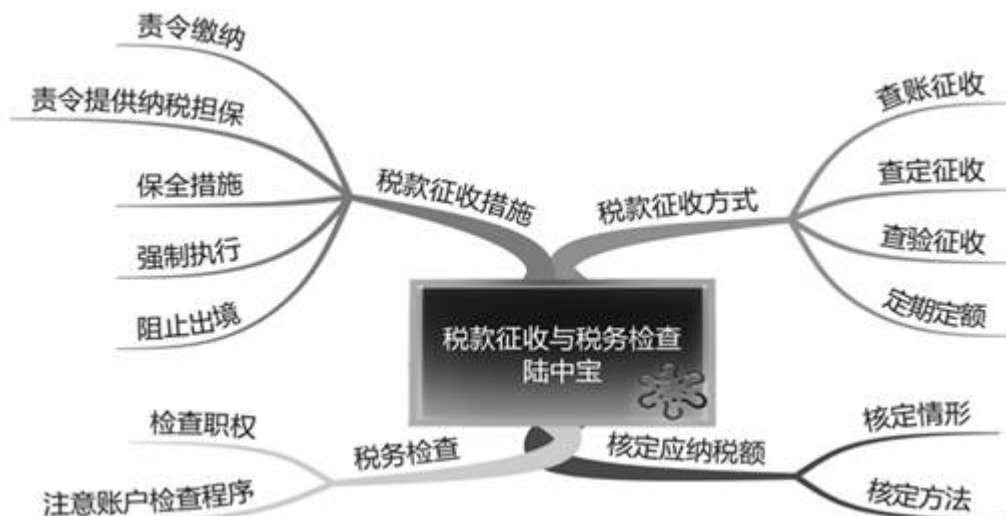 税款征收与税务检查
陆中宝
税款征收措施
责令缴纳
责令提供纳税担保
保全措施
强制执行
阻止出境
税款征收方式
查账征收
查定征收
查验征收
定期定额
税务检查
检查职权
注意账户检查程序
核定应纳税额
核定情形
核定方法